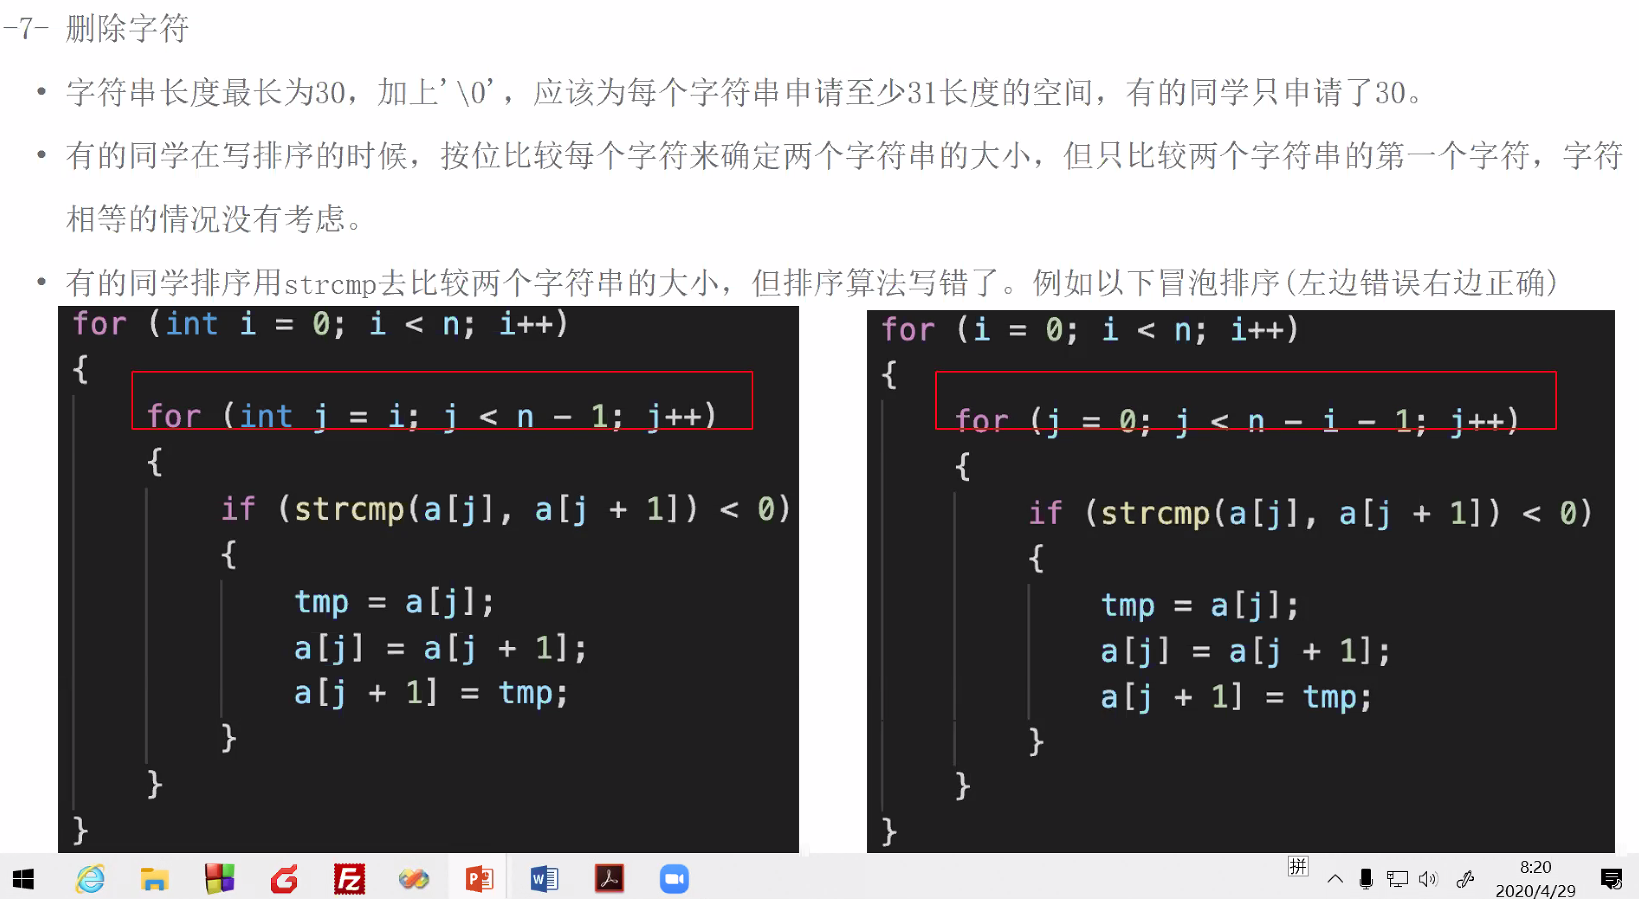 -7- 删除字符
• 字符串长度最长为30，加上'\0'，应该为每个字符串申请至少31长度的空间，有的同学只申请了30。
• 有的同学在写排序的时候，按位比较每个字符来确定两个字符串的大小，但只比较两个字符串的第一个字符，字符
相等的情况没有考虑。
• 有的同学排序用strcmp去比较两个字符串的大小，但排序算法写错了。例如以下冒泡排序(左边错误右边正确)
for (int i = 0; i < n; i++)
{
for (int j = i; j < n - 1; j++)
{
if (strcmp(a[j], a[j + 1]) < 0)
{
tmp = a[j];
a[j] = a[j + 1];
a[j + 1] = tmp;
}
}
}
for (i = 0; i < n; i++)
{
for (j = 0; j < n - i - 1; j++)
{
if (strcmp(a[j], a[j + 1]) < 0)
{
tmp = a[j];
a[j] = a[j + 1];
a[j + 1] = tmp;
}
}
}
拼
8:20
2020/4/29